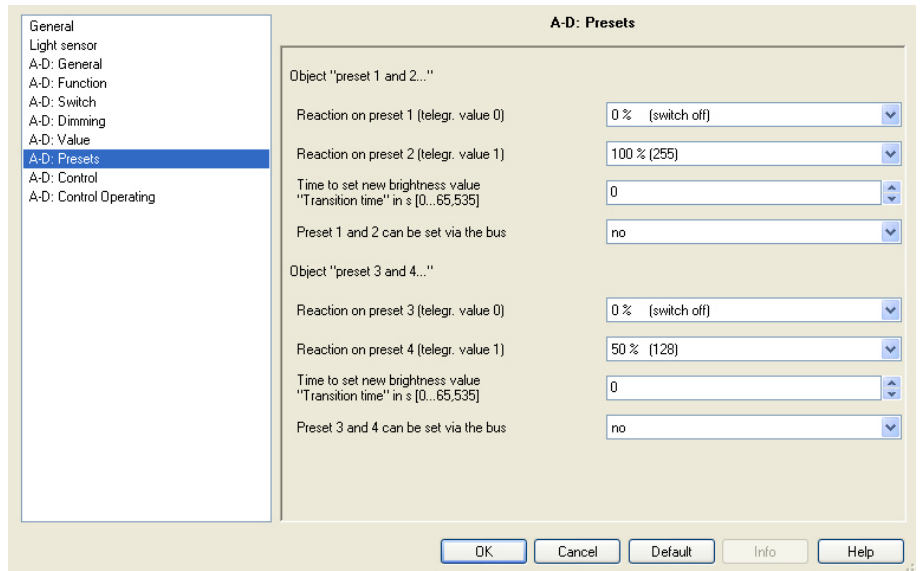 General
Light sensor
A-D: General
A-D: Function
A-D: Switch
A-D: Dimming
A-D: Value
A-D: Presets
A-D: Control
A-D: Control Operating
A-D: Presets
Object "preset 1 and 2..."
Reaction on preset 1 (telegr. value 0)
0 % (switch off)
Reaction on preset 2 (telegr. value 1)
100 % (255)
Time to set new brightness value
"Transition time" in s [0...65,535]
0
Preset 1 and 2 can be set via the bus
no
Object "preset 3 and 4..."
Reaction on preset 3 (telegr. value 0)
0 % (switch off)
Reaction on preset 4 (telegr. value 1)
50 % (128)
Time to set new brightness value
"Transition time" in s [0...65,535]
0
Preset 3 and 4 can be set via the bus
no
OK Cancel Default Info Help